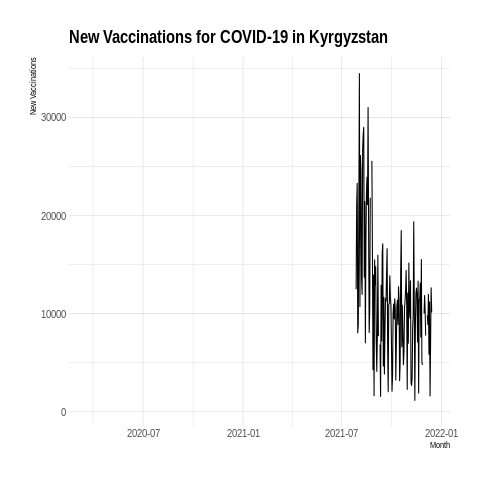 New Vaccinations for COVID-19 in Kyrgyzstan
New Vaccinations
30000
20000
10000
0
2020-07 2021-01 2021-07 2022-01
Month